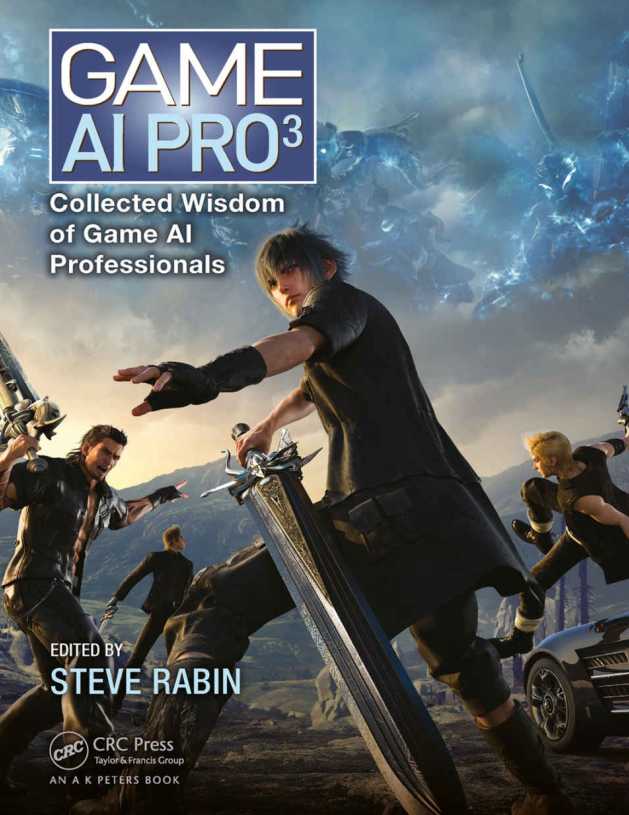 GAME
AI PRO³
Collected Wisdom
of Game AI
Professionals
EDITED BY
STEVE RABIN
CRC CRC Press
Taylor & Francis Group
AN A K PETERS BOOK